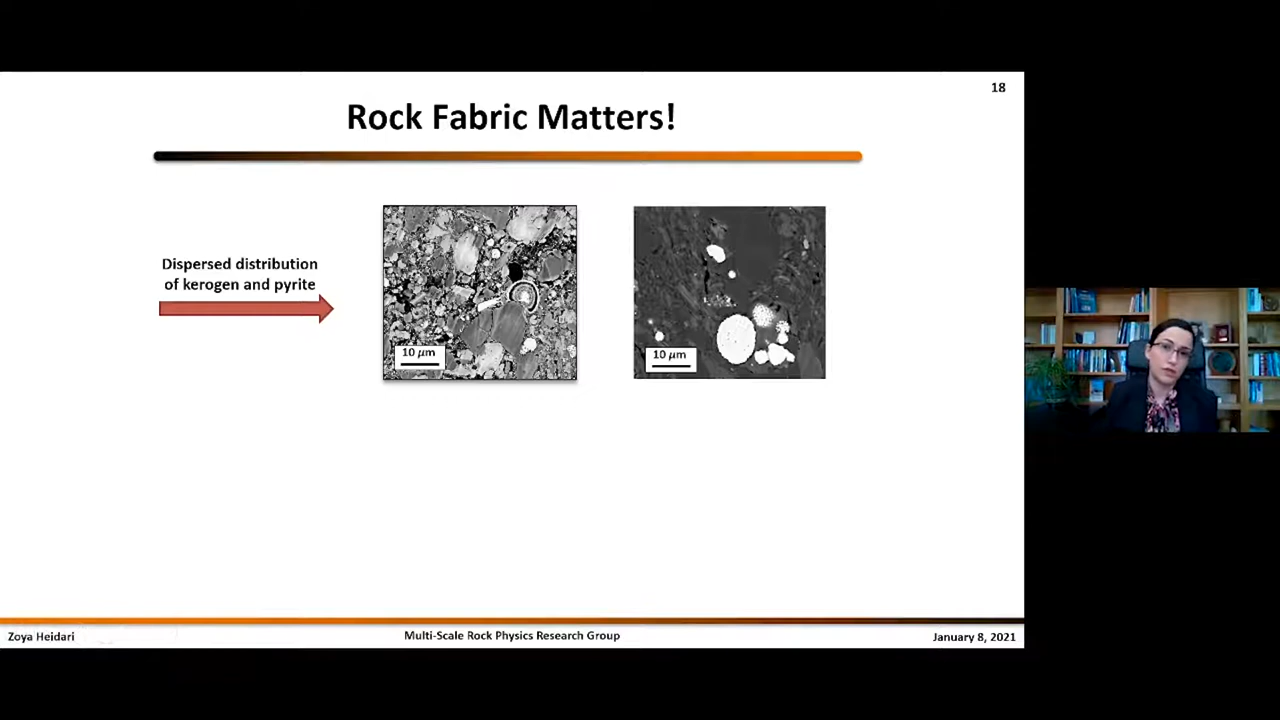 18
Rock Fabric Matters!
Dispersed distribution
of kerogen and pyrite
10 μm
10 μm
Zoya Heidari
Multi-Scale Rock Physics Research Group
January 8, 2021